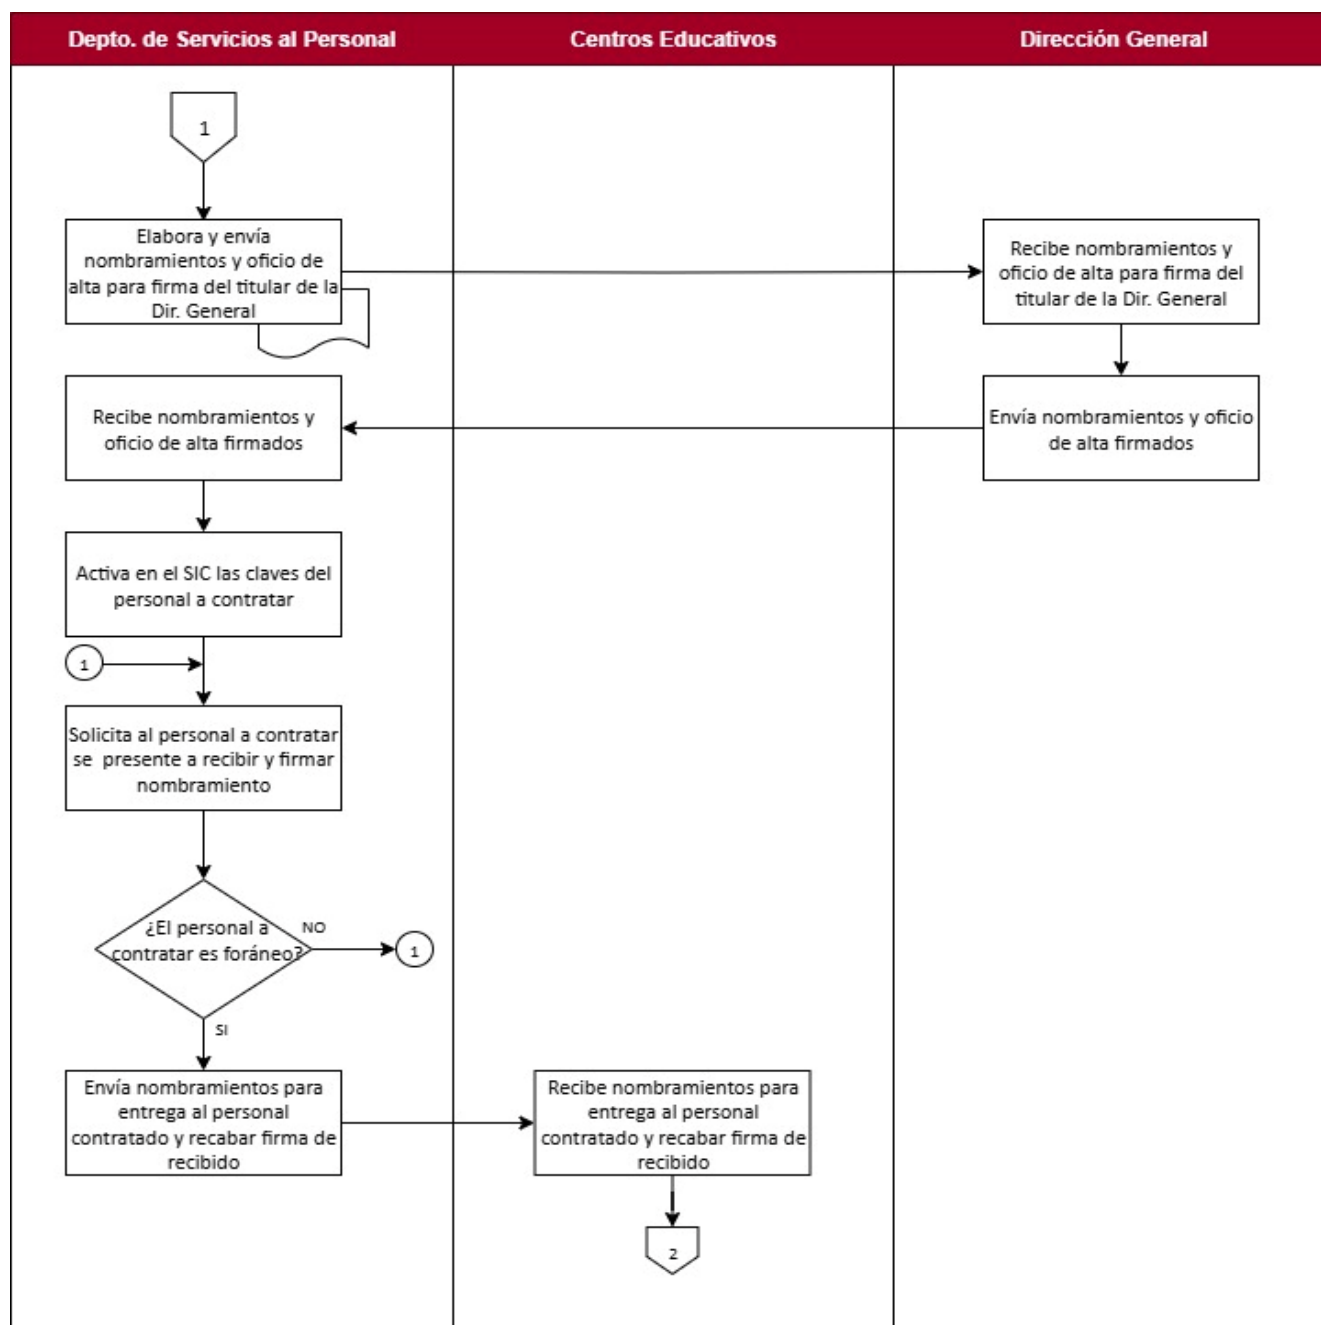 Depto. de Servicios al Personal
Centros Educativos
Dirección General
1
Elabora y envía
nombramientos y oficio de
alta para firma del titular de la
Dir. General
Recibe nombramientos y
oficio de alta para firma del
titular de la Dir. General
Recibe nombramientos y
oficio de alta firmados
Envía nombramientos y oficio
de alta firmados
Activa en el SIC las claves del
personal a contratar
1
Solicita al personal a contratar
se presente a recibir y firmar
nombramiento
¿El personal a
contratar es foráneo?
NO
1
SI
Envía nombramientos para
entrega al personal
contratado y recabar firma de
recibido
Recibe nombramientos para
entrega al personal
contratado y recabar firma de
recibido
2